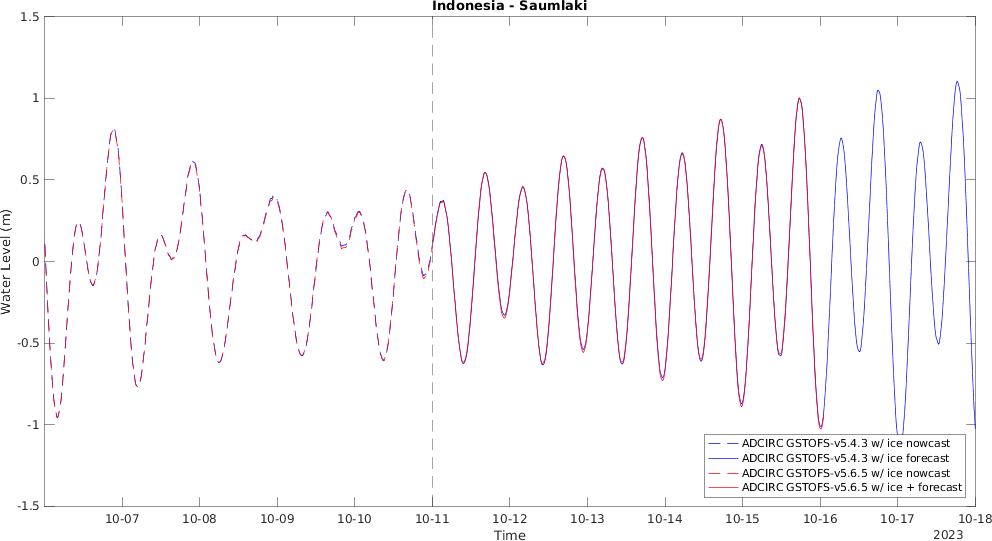 Indonesia - Saumlaki
1.5
1
0.5
0
-0.5
-1
-1.5
Water Level (m)
10-07 10-08 10-09 10-10 10-11 10-12 10-13 10-14 10-15 10-16 10-17 10-18
Time
2023
ADCIRC GSTOFS-v5.4.3 w/ ice nowcast
ADCIRC GSTOFS-v5.4.3 w/ ice forecast
ADCIRC GSTOFS-v5.6.5 w/ ice nowcast
ADCIRC GSTOFS-v5.6.5 w/ ice + forecast